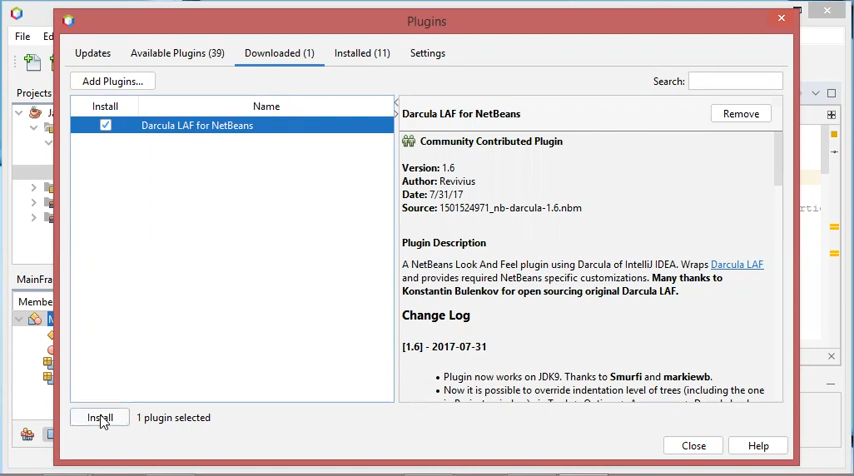 Plugins
File Ed
Updates Available Plugins (39) Downloaded (1) Installed (11) Settings
Add Plugins... Search:
Projects
Install Name
Darcula LAF for NetBeans
Darcula LAF for NetBeans Remove
Community Contributed Plugin
Version: 1.6
Author: Revivius
Date: 7/31/17
Source: 1501524971_nb-darcula-1.6.nbm
Plugin Description
A NetBeans Look And Feel plugin using Darcula of IntelliJ IDEA. Wraps Darcula LAF
and provides required NetBeans specific customizations. Many thanks to
Konstantin Bulenkov for open sourcing original Darcula LAF.
Change Log
[1.6] - 2017-07-31
• Plugin now works on JDK9. Thanks to Smurfi and markiewb.
• Now it is possible to override indentation level of trees (including the one
MainFra
Membe
Install 1 plugin selected
Close Help